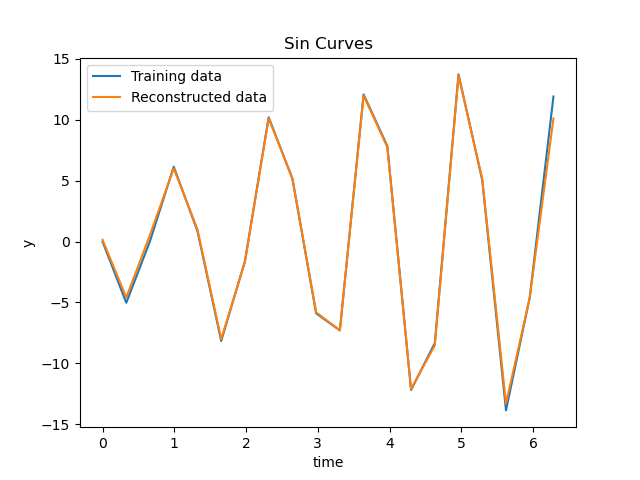 Sin Curves
Training data
Reconstructed data
15
10
5
0
−5
−10
−15
y
0 1 2 3 4 5 6
time